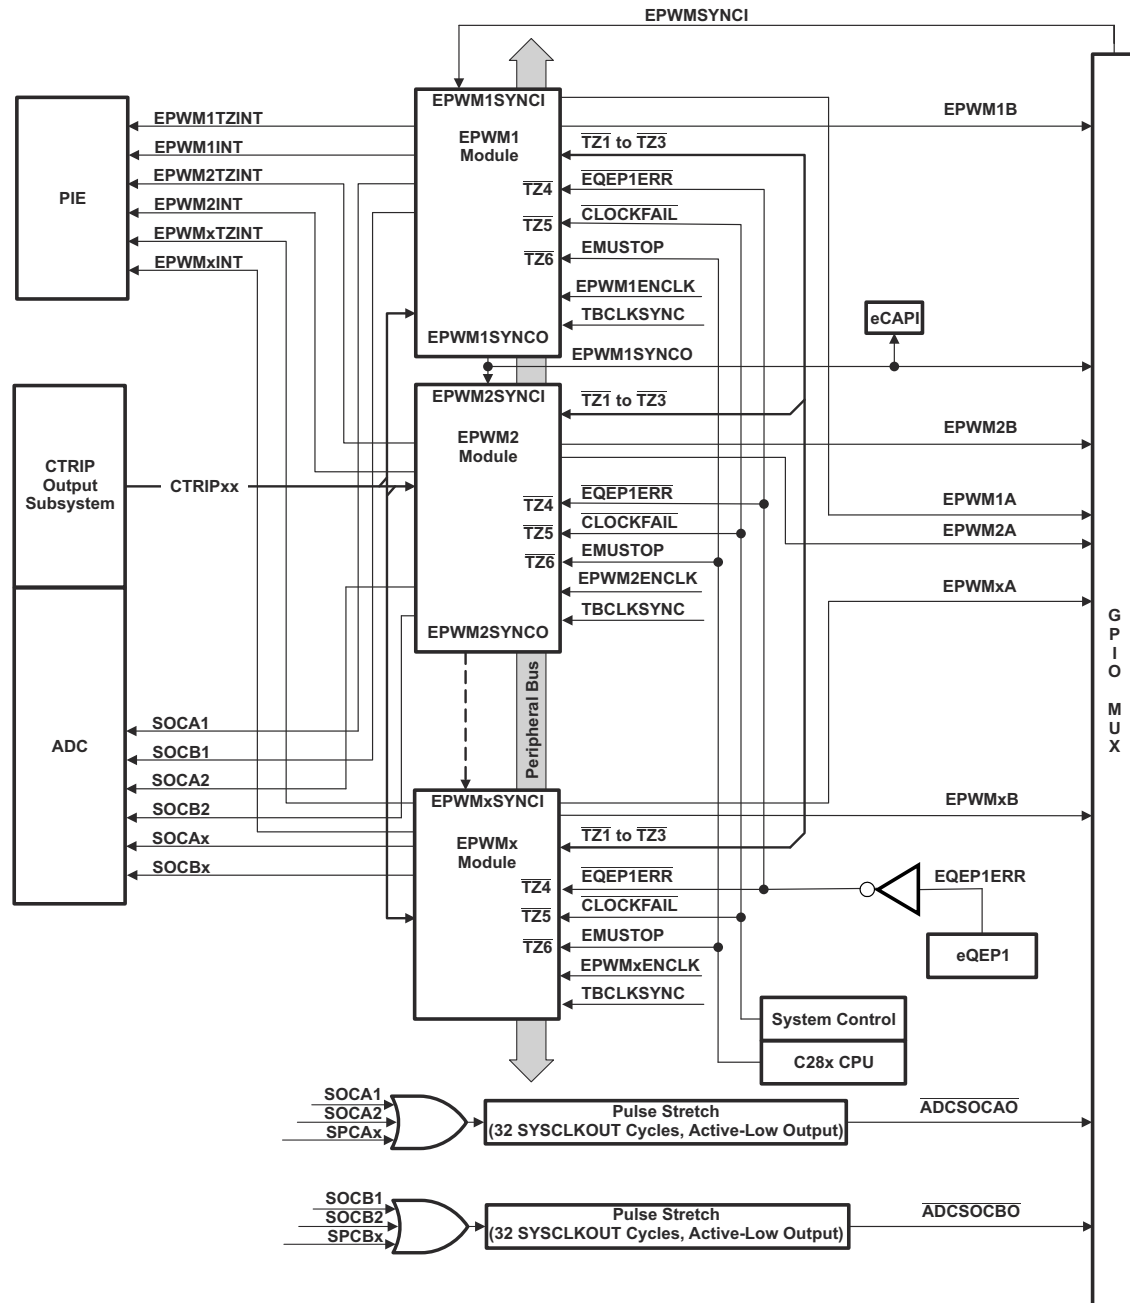 EPWMSYNCI
EPWM1SYNCI
EPWM1TZINT
EPWM1INT
EPWM2TZINT
EPWM2INT
EPWMxTZINT
EPWMxINT
PIE
EPWM1
Module
TZ1 to TZ3
EPWM1B
TZ4
EQEP1ERR
TZ5
CLOCKFAIL
TZ6
EMUSTOP
EPWM1ENCLK
TBCLKSYNC
EPWM1SYNCO
eCAPI
EPWM1SYNCO
EPWM2SYNCI
TZ1 to TZ3
EPWM2
Module
EPWM2B
CTRIP
Output
Subsystem
CTRIPxx
TZ4
EQEP1ERR
EPWM1A
TZ5
CLOCKFAIL
EPWM2A
TZ6
EMUSTOP
EPWM2ENCLK
EPWMxA
TBCLKSYNC
EPWM2SYNCO
GPIO MUX
Peripheral Bus
ADC
SOCA1
SOCB1
SOCA2
SOCB2
SOCAx
SOCBx
EPWMxSYNCI
EPWMxB
EPWMx
Module
TZ1 to TZ3
TZ4
EQEP1ERR
EQEP1ERR
TZ5
CLOCKFAIL
TZ6
EMUSTOP
eQEP1
EPWMxENCLK
TBCLKSYNC
System Control
C28x CPU
SOCA1
SOCA2
SPCAx
Pulse Stretch
(32 SYSCLKOUT Cycles, Active-Low Output)
ADCSOCAO
SOCB1
SOCB2
SPCBx
Pulse Stretch
(32 SYSCLKOUT Cycles, Active-Low Output)
ADCSOCBO